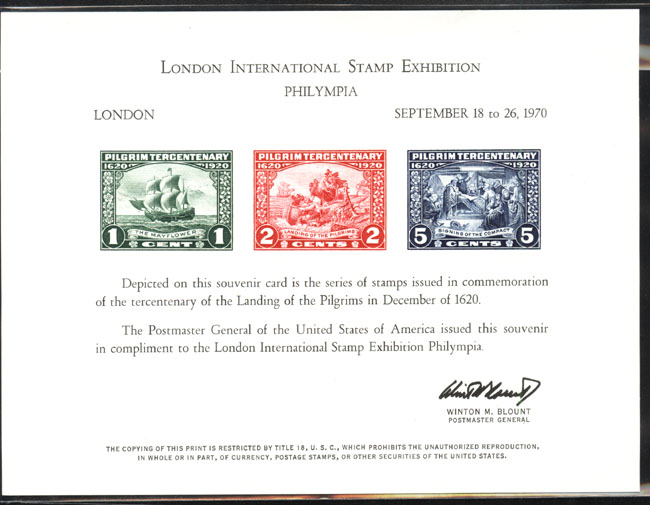 LONDON INTERNATIONAL STAMP EXHIBITION
PHILYMPIA
LONDON SEPTEMBER 18 to 26, 1970
PILGRIM TERCENTENARY
1620 1920
THE MAYFLOWER
1 CENT 1
PILGRIM TERCENTENARY
1620 1920
LANDING OF THE PILGRIMS
2 CENTS 2
PILGRIM TERCENTENARY
1620 1920
SIGNING OF THE COMPACT
5 CENTS 5
Depicted on this souvenir card is the series of stamps issued in commemoration
of the tercentenary of the Landing of the Pilgrims in December of 1620.
The Postmaster General of the United States of America issued this souvenir
in compliment to the London International Stamp Exhibition Philympia.
Winton M. Blount
WINTON M. BLOUNT
POSTMASTER GENERAL
THE COPYING OF THIS PRINT IS RESTRICTED BY TITLE 18, U. S. C., WHICH PROHIBITS THE UNAUTHORIZED REPRODUCTION,
IN WHOLE OR IN PART, OF CURRENCY, POSTAGE STAMPS, OR OTHER SECURITIES OF THE UNITED STATES.